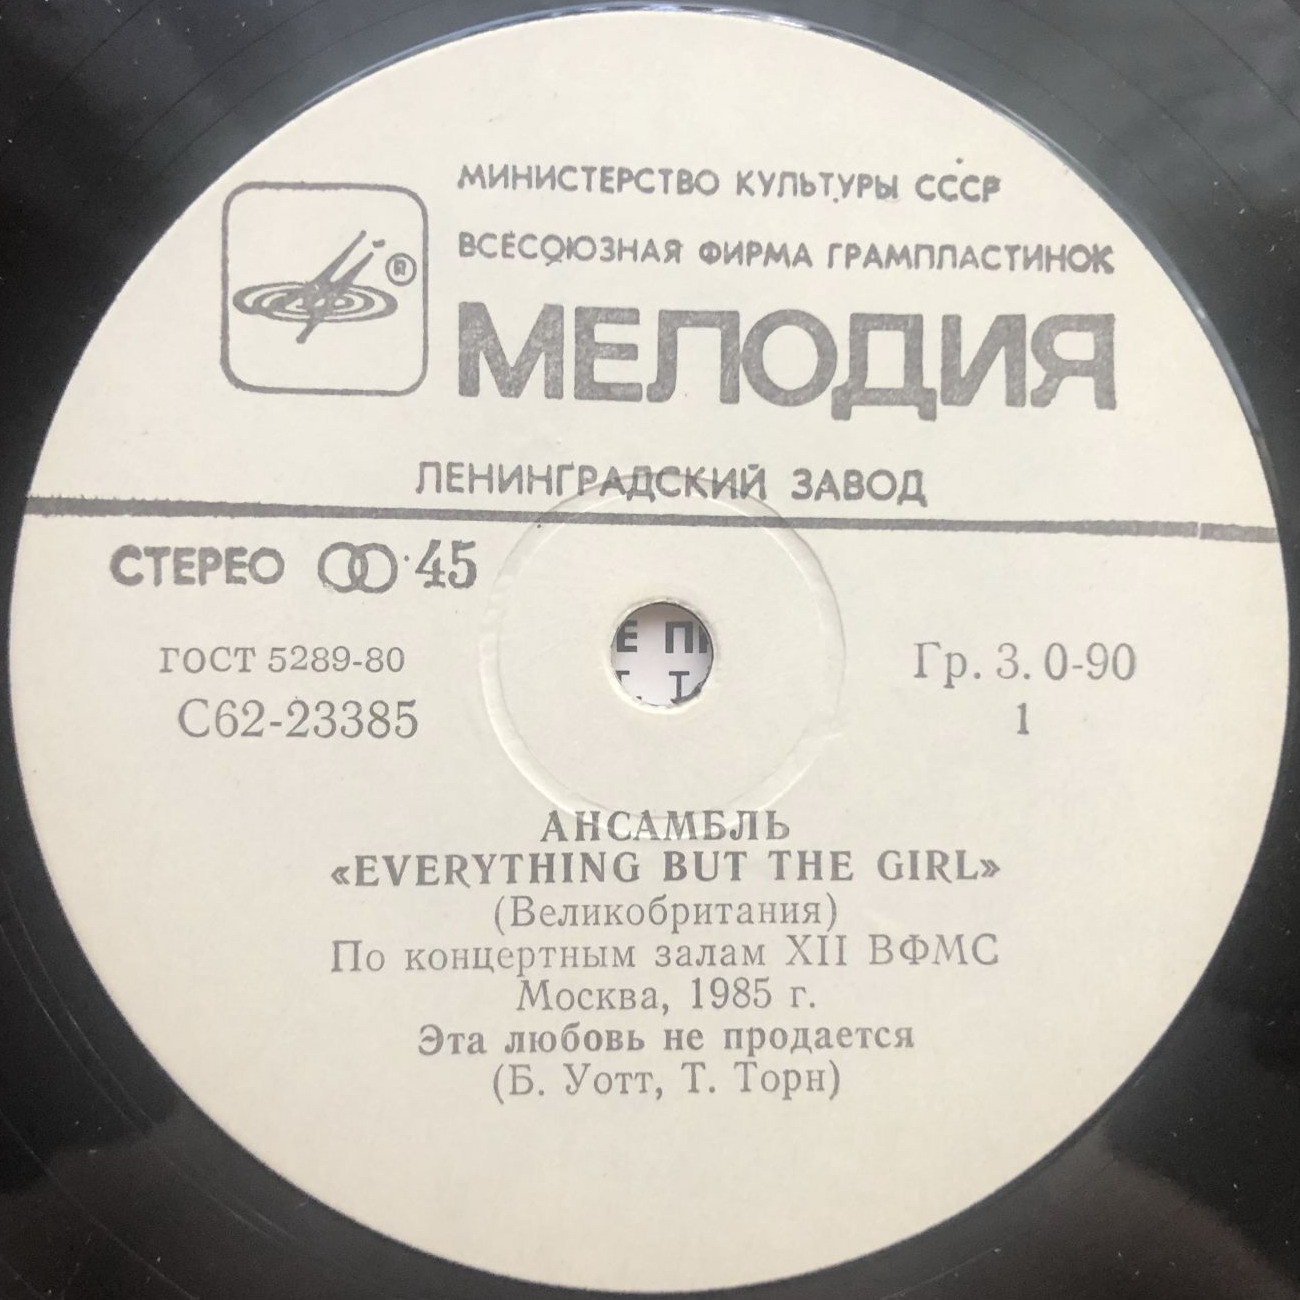 МИНИСТЕРСТВО КУЛЬТУРЫ СССР
ВСЕСОЮЗНАЯ ФИРМА ГРАМПЛАСТИНОК
®
МЕЛОДИЯ
ЛЕНИНГРАДСКИЙ ЗАВОД
СТЕРЕО 45
ГОСТ 5289-80
Гр. 3. 0-90
С62-23385
1
АНСАМБЛЬ
«EVERYTHING BUT THE GIRL»
(Великобритания)
По концертным залам XII ВФМС
Москва, 1985 г.
Эта любовь не продается
(Б. Уотт, Т. Торн)